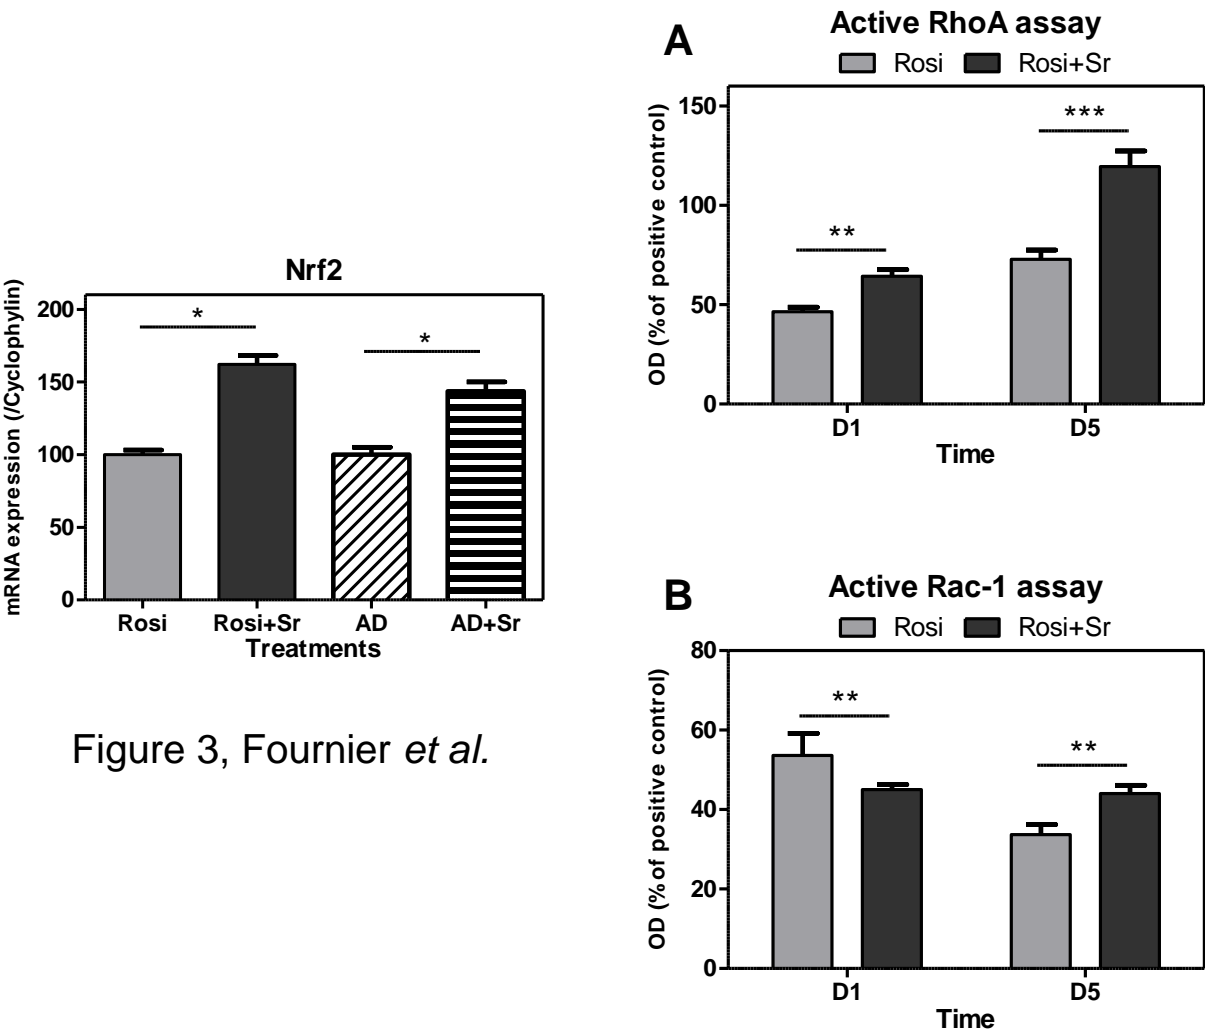 Nrf2
mRNA expression (/Cyclophylin)
200
150
100
50
0
*
*
Rosi Rosi+Sr AD AD+Sr
Treatments
Figure 3, Fournier et al.
A
Active RhoA assay
Rosi Rosi+Sr
OD (% of positive control)
150
100
50
0
**
***
D1 D5
Time
B
Active Rac-1 assay
Rosi Rosi+Sr
OD (% of positive control)
80
60
40
20
0
**
**
D1 D5
Time